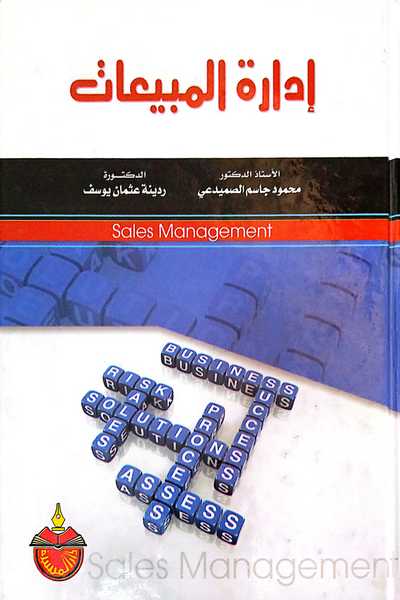 إدارة المبيعات
الأستاذ الدكتور
محمود جاسم الصميدعي
الدكتورة
ردينة عثمان يوسف
Sales Management
BUSINESS
SUCCESS
RISK
SOLUTIONS
PROCESS
ASSESS
Sales Management